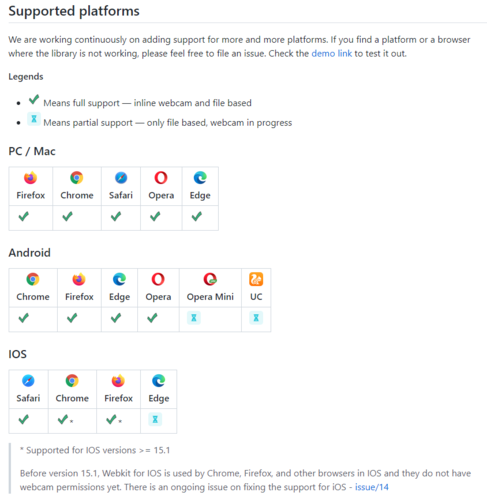 Supported platforms
We are working continuously on adding support for more and more platforms. If you find a platform or a browser
where the library is not working, please feel free to file an issue. Check the demo link to test it out.
Legends
Means full support — inline webcam and file based
Means partial support — only file based, webcam in progress
PC / Mac
Firefox Chrome Safari Opera Edge
Android
Chrome Firefox Edge Opera Opera Mini UC
IOS
Safari Chrome Firefox Edge
* *
* Supported for IOS versions >= 15.1
Before version 15.1, Webkit for IOS is used by Chrome, Firefox, and other browsers in IOS and they do not have
webcam permissions yet. There is an ongoing issue on fixing the support for iOS - issue/14